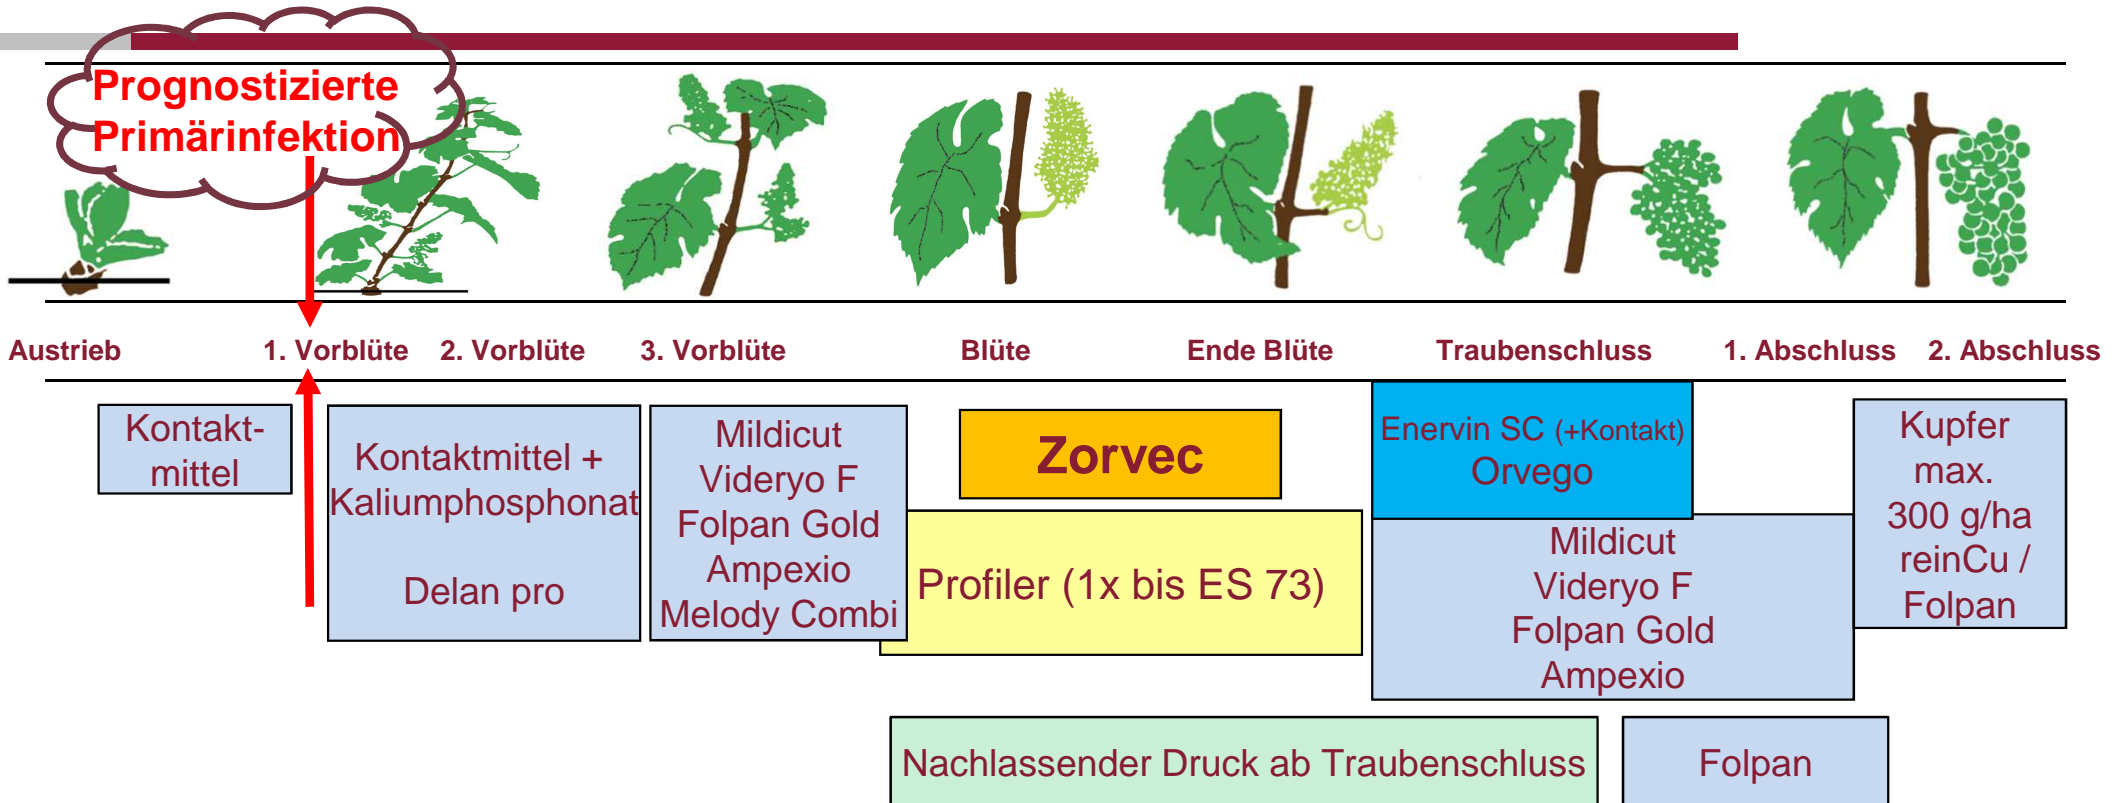 Prognostizierte
Primärinfektion
Austrieb
1. Vorblüte
2. Vorblüte
3. Vorblüte
Blüte
Ende Blüte
Traubenschluss
1. Abschluss
2. Abschluss
Kontakt-
mittel
Kontaktmittel +
Kaliumphosphonat
Delan pro
Mildicut
Videryo F
Folpan Gold
Ampexio
Melody Combi
Zorvec
Profiler (1x bis ES 73)
Enervin SC (+Kontakt)
Orvego
Mildicut
Videryo F
Folpan Gold
Ampexio
Kupfer
max.
300 g/ha
reinCu /
Folpan
Nachlassender Druck ab Traubenschluss
Folpan